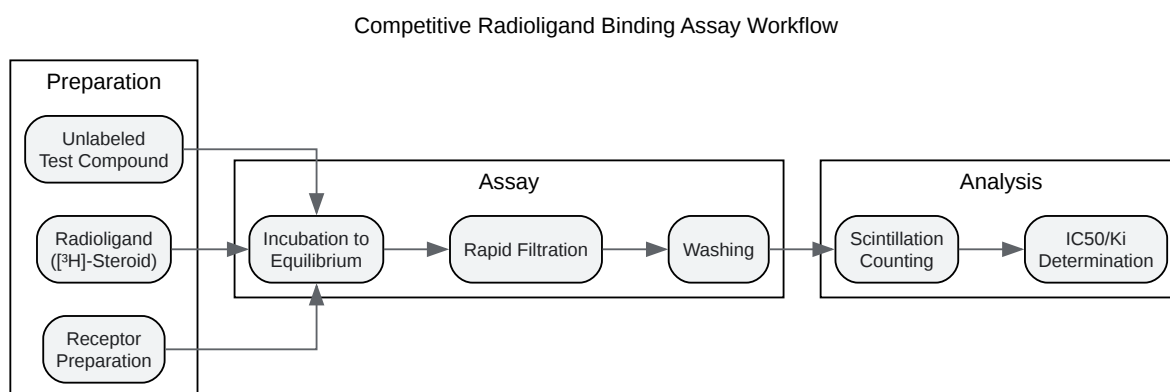 Competitive Radioligand Binding Assay Workflow
Preparation
Unlabeled
Test Compound
Radioligand
([³H]-Steroid)
Receptor
Preparation
Assay
Incubation to
Equilibrium
Rapid Filtration
Washing
Analysis
Scintillation
Counting
IC50/Ki
Determination